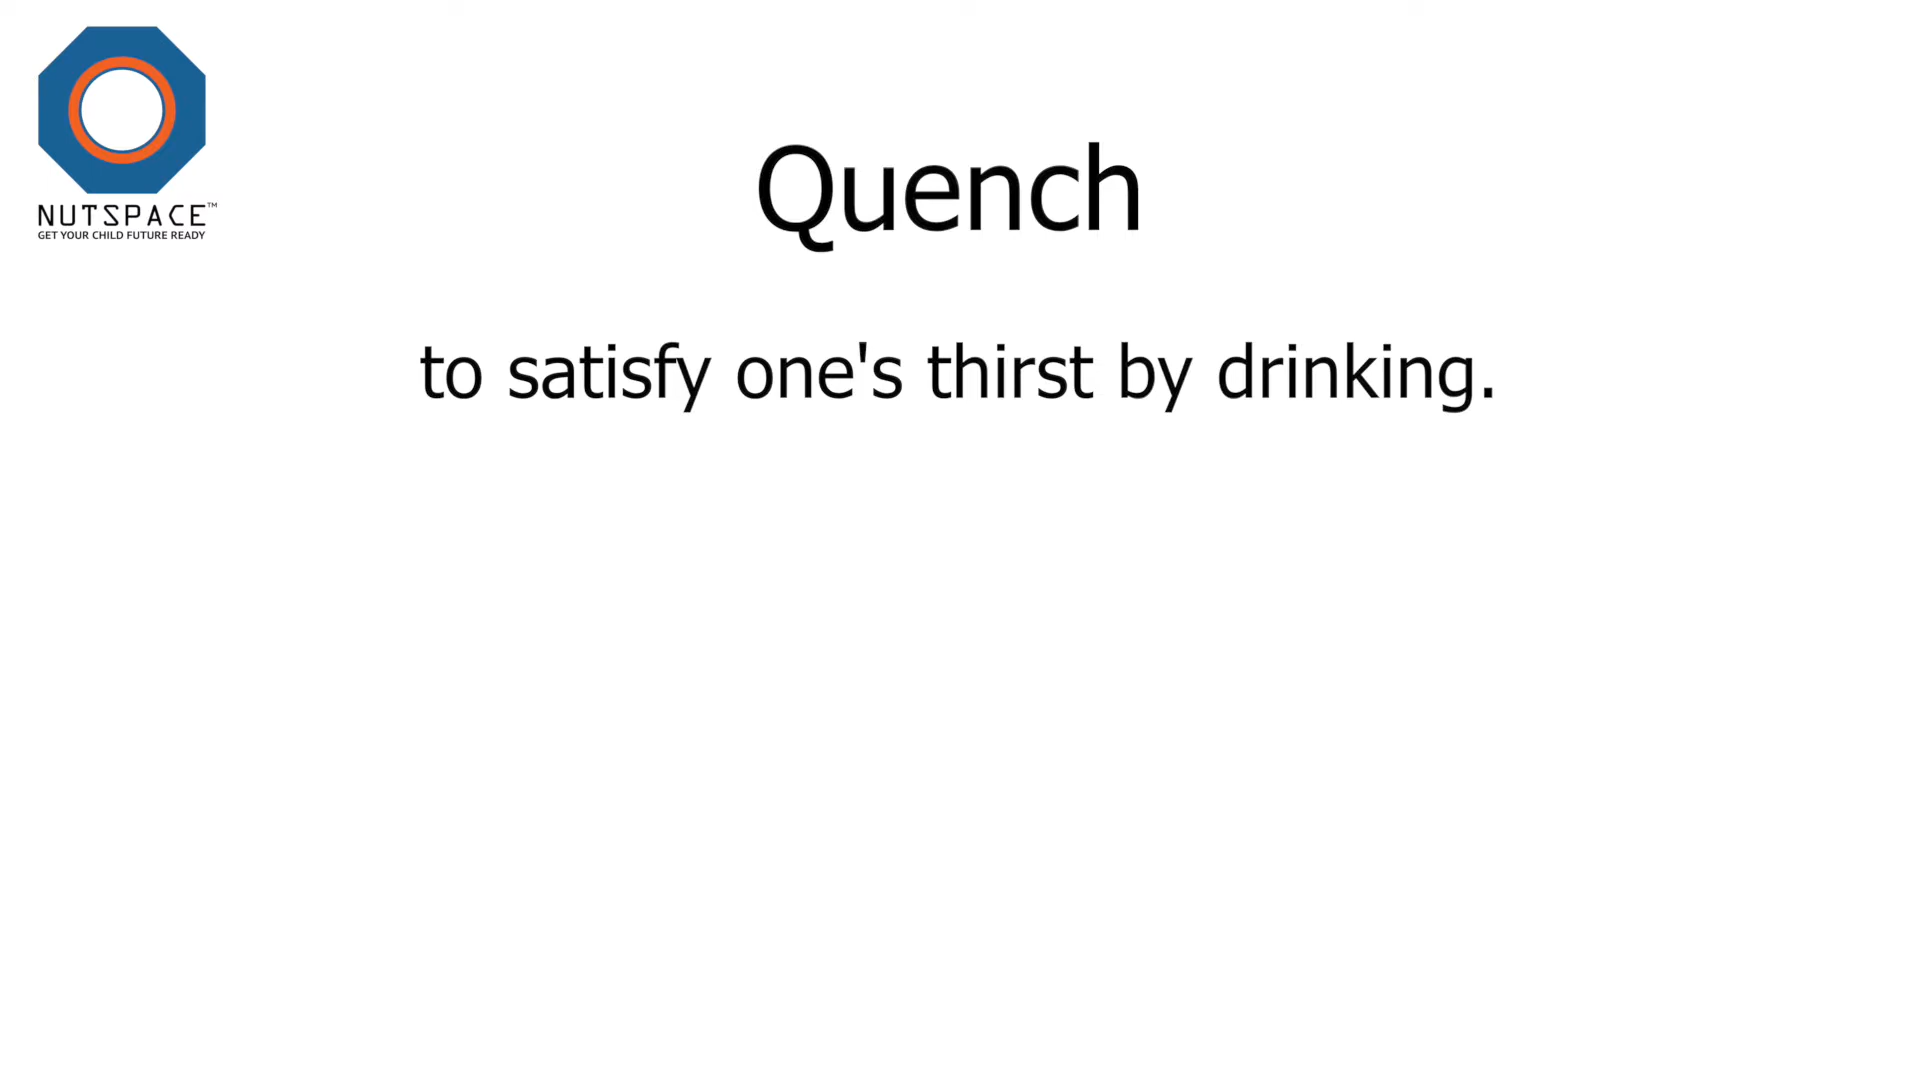 NUTSPACE™
GET YOUR CHILD FUTURE READY
Quench
to satisfy one's thirst by drinking.